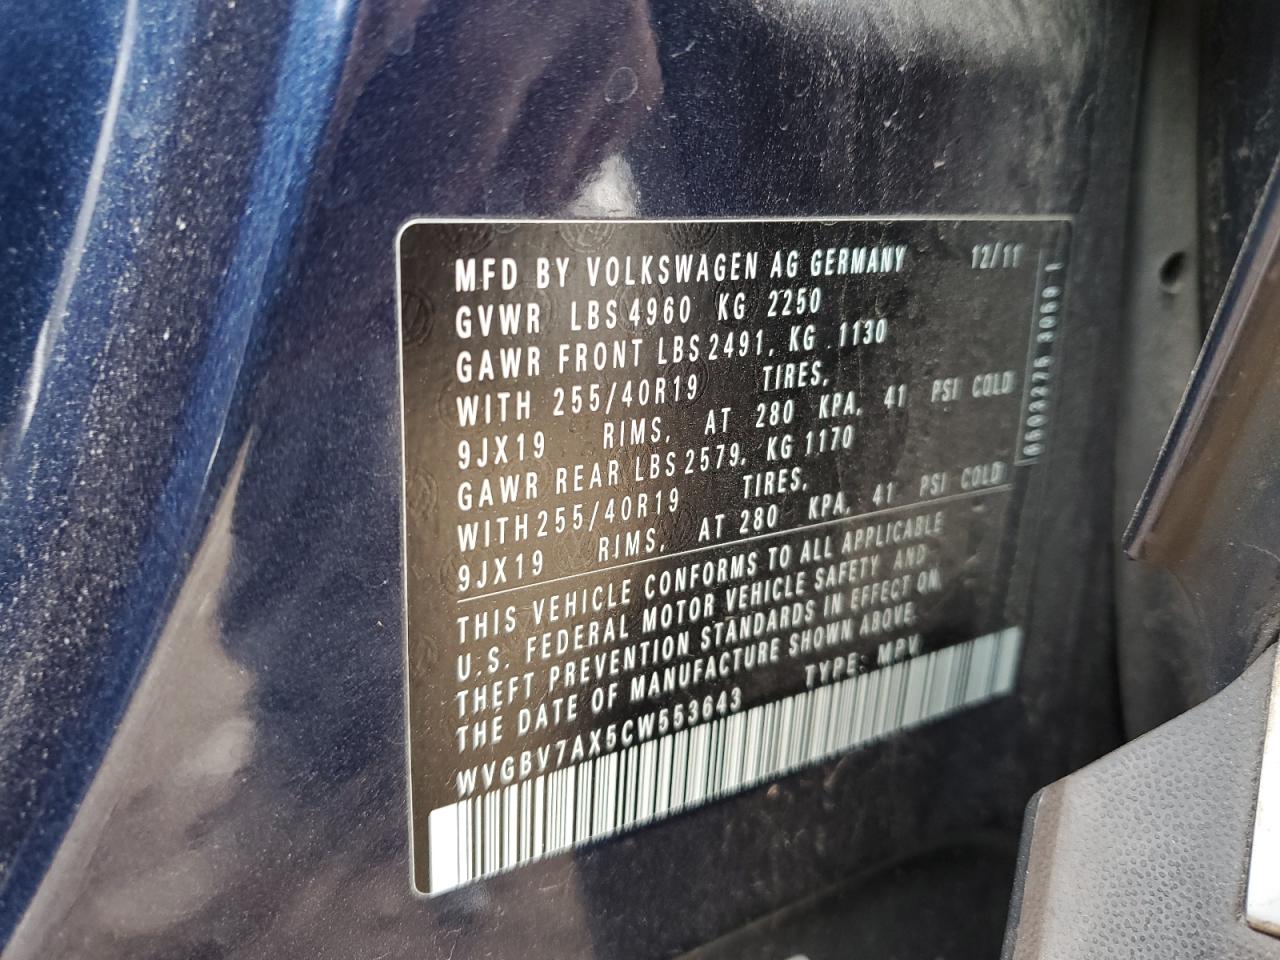 MFD BY VOLKSWAGEN AG GERMANY 12/11
GVWR LBS 4960 KG 2250
GAWR FRONT LBS 2491, KG .1130
WITH 255/40R19 TIRES,
9JX19 RIMS, AT 280 KPA, 41 PSI COLD
GAWR REAR LBS 2579, KG 1170
WITH 255/40R19 TIRES,
9JX19 RIMS, AT 280 KPA, 41 PSI COLD
THIS VEHICLE CONFORMS TO ALL APPLICABLE
U.S. FEDERAL MOTOR VEHICLE SAFETY AND
THEFT PREVENTION STANDARDS IN EFFECT ON
THE DATE OF MANUFACTURE SHOWN ABOVE.
WVGBV7AX5CW553643 TYPE: MPV